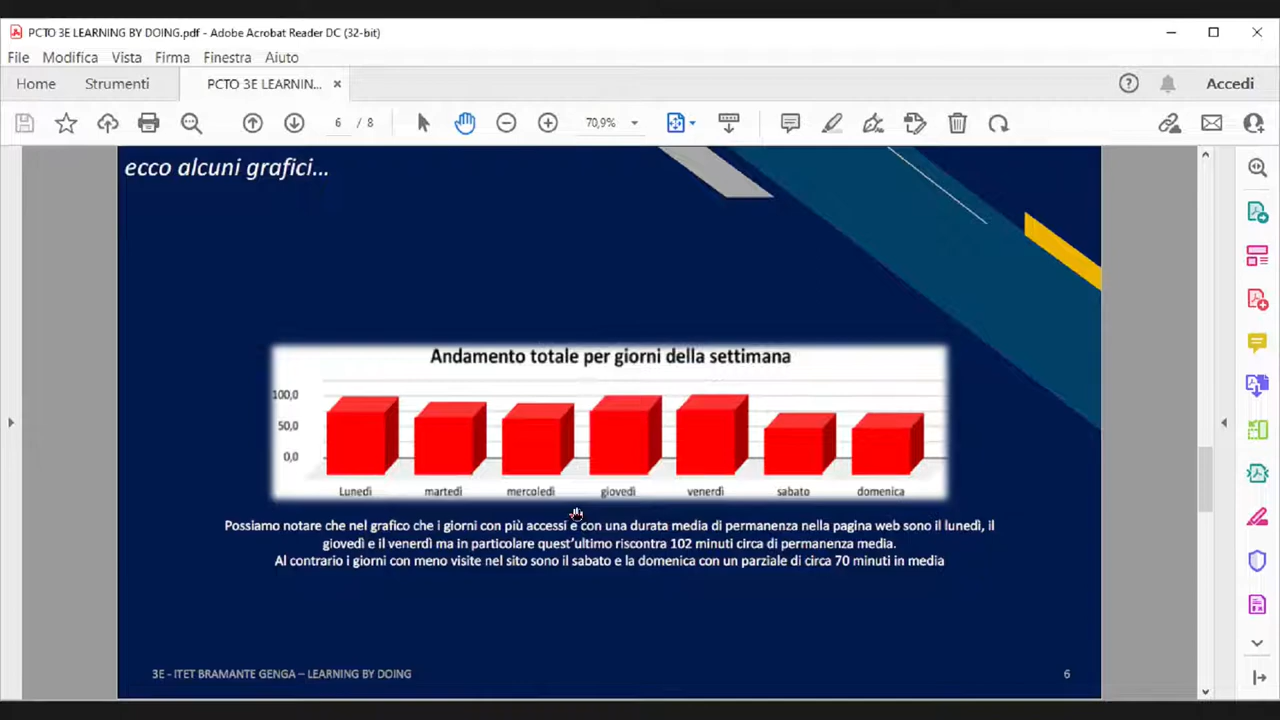 PCTO 3E LEARNING BY DOING.pdf - Adobe Acrobat Reader DC (32-bit)
File Modifica Vista Firma Finestra Aiuto
Home Strumenti PCTO 3E LEARNIN... Accedi
6 / 8 70,9%
ecco alcuni grafici...
Andamento totale per giorni della settimana
100,0
50,0
0,0
Lunedì martedì mercoledì giovedì venerdì sabato domenica
Possiamo notare che nel grafico che i giorni con più accessi e con una durata media di permanenza nella pagina web sono il lunedì, il
giovedì e il venerdì ma in particolare quest'ultimo riscontra 102 minuti circa di permanenza media.
Al contrario i giorni con meno visite nel sito sono il sabato e la domenica con un parziale di circa 70 minuti in media
3E - ITET BRAMANTE GENGA – LEARNING BY DOING 6